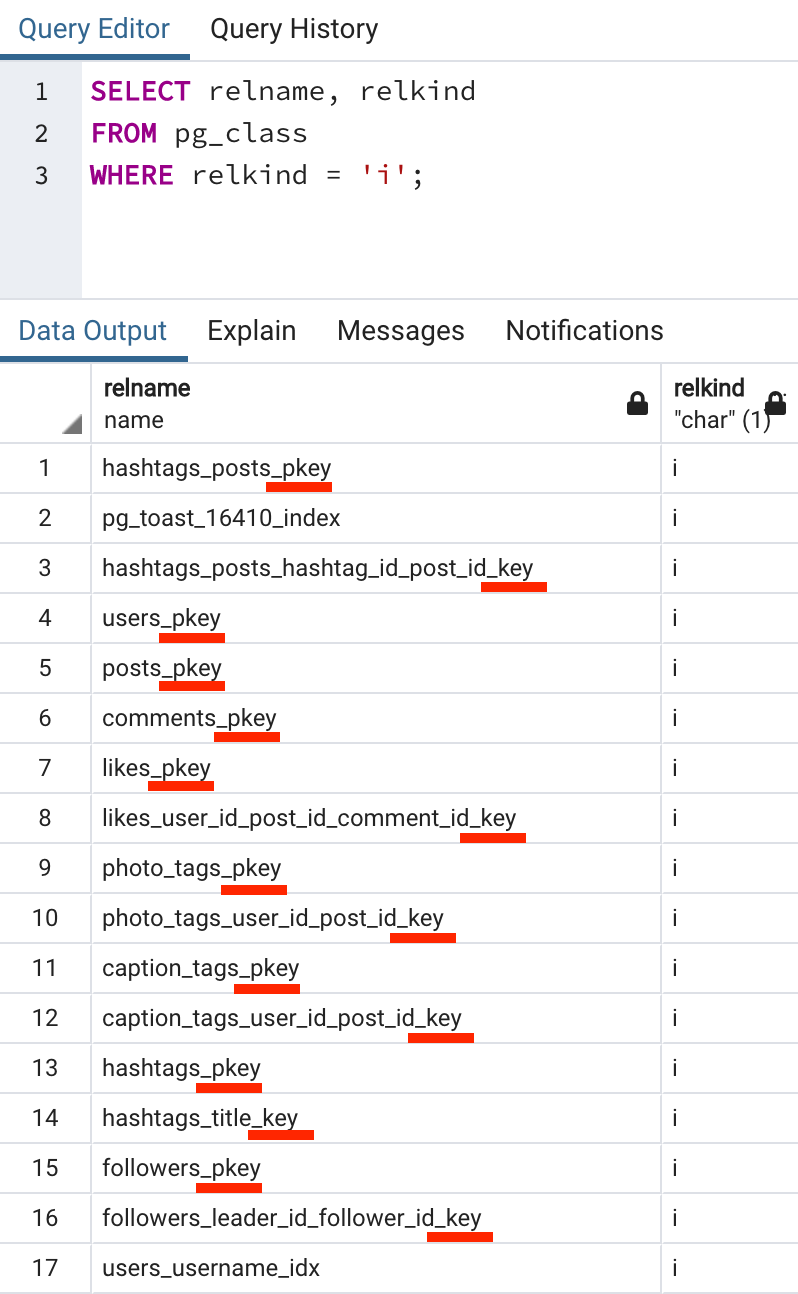 Query Editor Query History
1 SELECT relname, relkind
2 FROM pg_class
3 WHERE relkind = 'i';
Data Output Explain Messages Notifications
relname relkind
name "char" (1)
1 hashtags_posts_pkey i
2 pg_toast_16410_index i
3 hashtags_posts_hashtag_id_post_id_key i
4 users_pkey i
5 posts_pkey i
6 comments_pkey i
7 likes_pkey i
8 likes_user_id_post_id_comment_id_key i
9 photo_tags_pkey i
10 photo_tags_user_id_post_id_key i
11 caption_tags_pkey i
12 caption_tags_user_id_post_id_key i
13 hashtags_pkey i
14 hashtags_title_key i
15 followers_pkey i
16 followers_leader_id_follower_id_key i
17 users_username_idx i